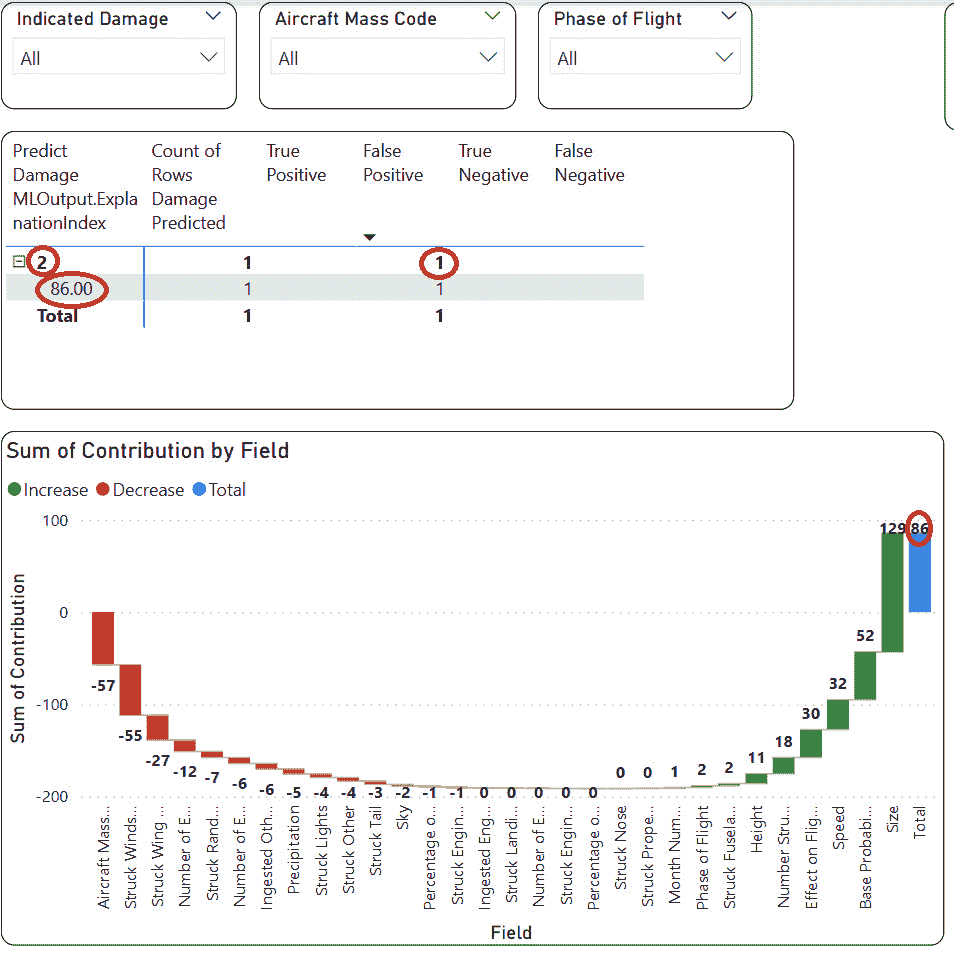 Indicated Damage
All
Aircraft Mass Code
All
Phase of Flight
All
Predict
Damage
MLOutput.Expla
nationIndex
Count of
Rows
Damage
Predicted
True
Positive
False
Positive
True
Negative
False
Negative
2 1 1
86.00 1 1
Total 1 1
Sum of Contribution by Field
Increase Decrease Total
Sum of Contribution
100
0
-100
-200
-57
-55
-27
-12
-7
-6
-6
-5
-4
-4
-3
-2
-1
-1
0
0
0
0
0
0
0
1
2
2
11
18
30
32
52
129
86
Aircraft Mass...
Struck Winds...
Struck Wing ...
Number of E...
Struck Rand...
Number of E...
Ingested Oth...
Precipitation
Struck Lights
Struck Other
Struck Tail
Sky
Percentage o...
Struck Engin...
Ingested Eng...
Struck Landi...
Number of E...
Struck Engin...
Percentage o...
Struck Nose
Struck Prope...
Month Num...
Phase of Flight
Struck Fusela...
Height
Number Stru...
Effect on Flig...
Speed
Base Probabi...
Size
Total
Field